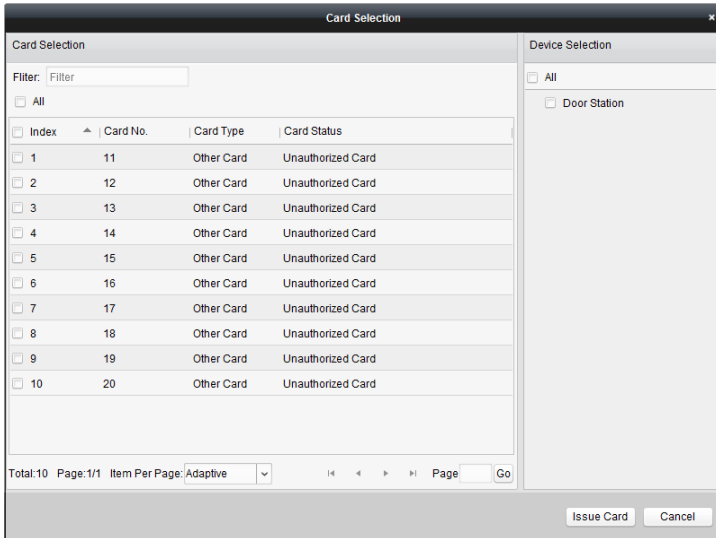 Card Selection ×
Card Selection
Device Selection
Fliter: Filter
All
All
Door Station
Index Card No. Card Type Card Status
1 11 Other Card Unauthorized Card
2 12 Other Card Unauthorized Card
3 13 Other Card Unauthorized Card
4 14 Other Card Unauthorized Card
5 15 Other Card Unauthorized Card
6 16 Other Card Unauthorized Card
7 17 Other Card Unauthorized Card
8 18 Other Card Unauthorized Card
9 19 Other Card Unauthorized Card
10 20 Other Card Unauthorized Card
Total:10 Page:1/1 Item Per Page: Adaptive Page Go
Issue Card Cancel